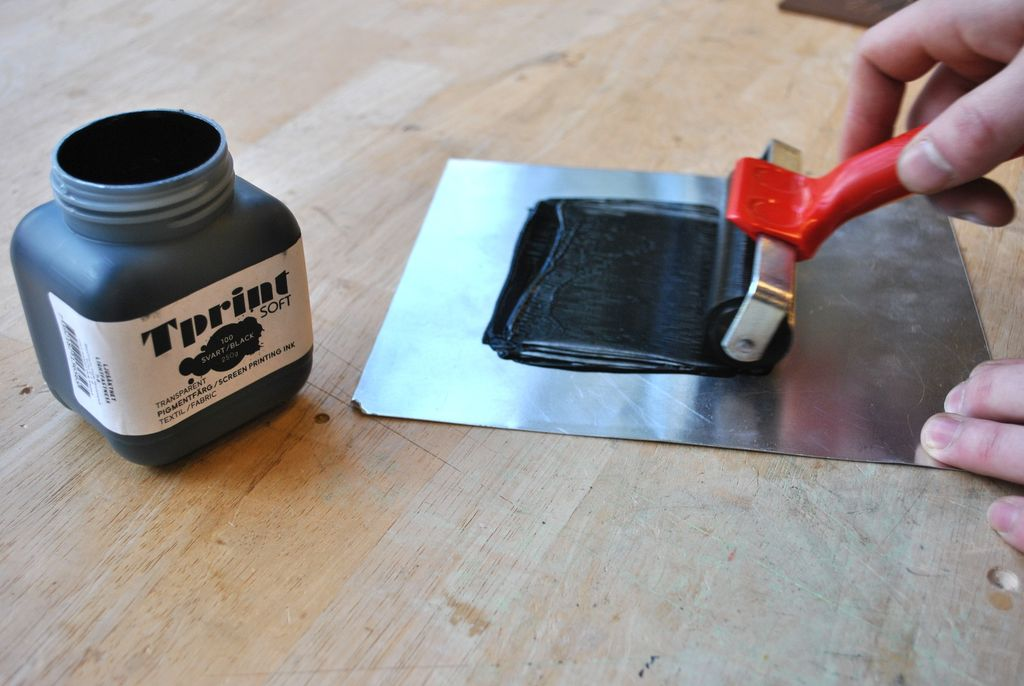 Tprint
SOFT
100
SVART/BLACK
250g
TRANSPARENT
PIGMENTFÄRG/SCREEN PRINTING INK
TEXTIL/FABRIC